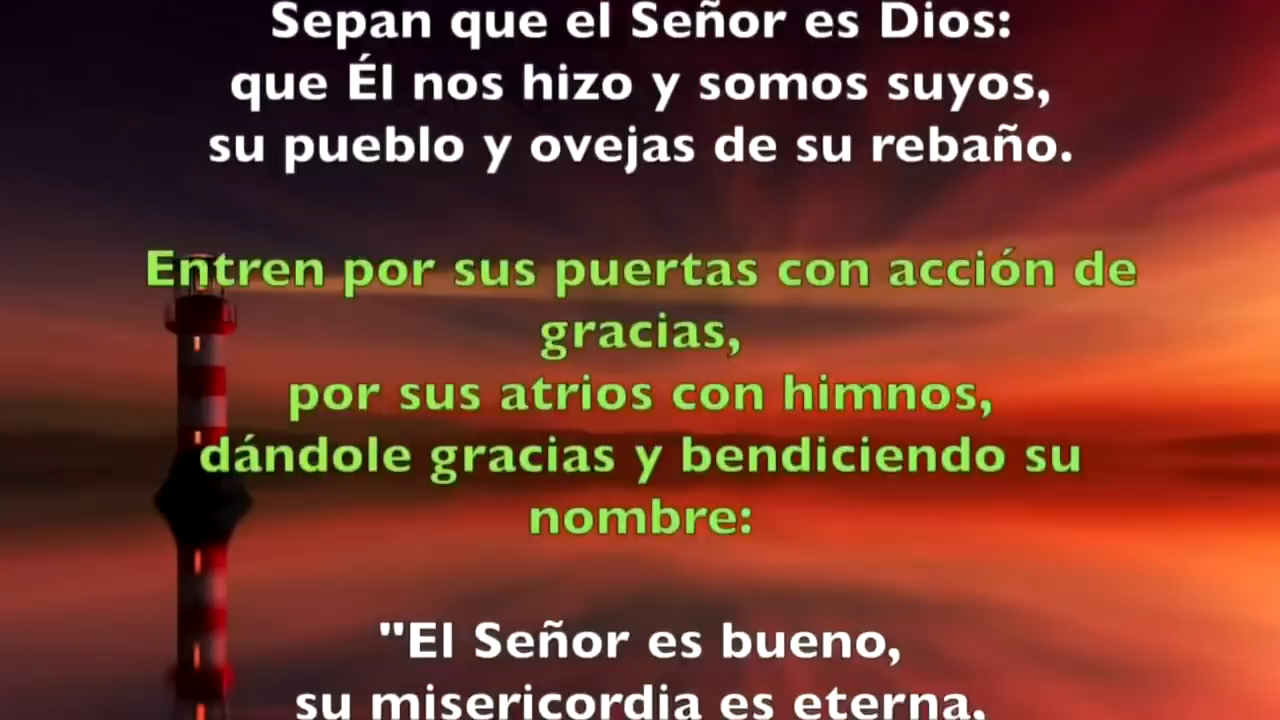 Sepan que el Señor es Dios:
que Él nos hizo y somos suyos,
su pueblo y ovejas de su rebaño.
Entren por sus puertas con acción de
gracias,
por sus atrios con himnos,
dándole gracias y bendiciendo su
nombre:
"El Señor es bueno,
su misericordia es eterna,